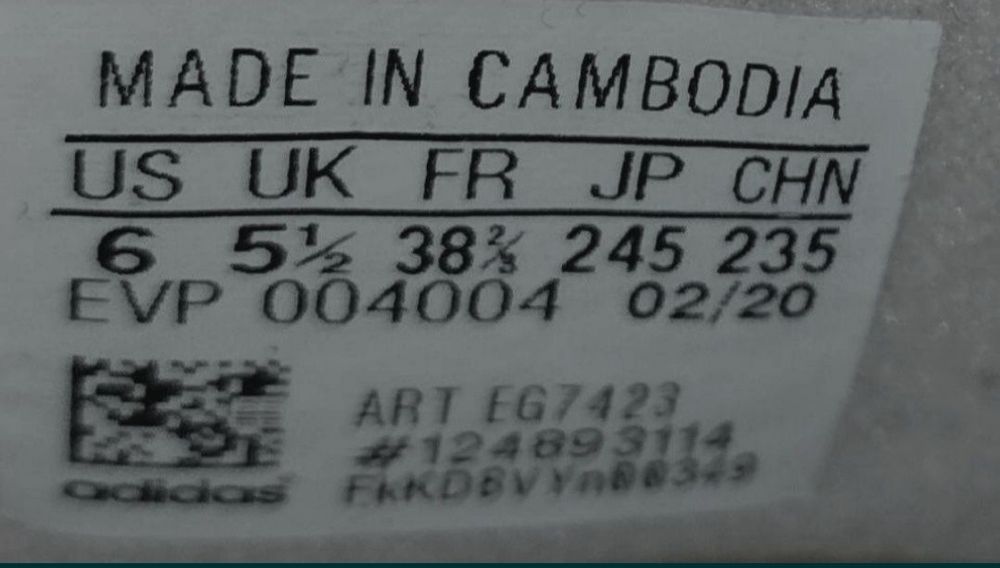 MADE IN CAMBODIA
US UK FR JP CHN
6 5½ 38⅔ 245 235
EVP 004004 02/20
ART EG7423
#124893114
adidas